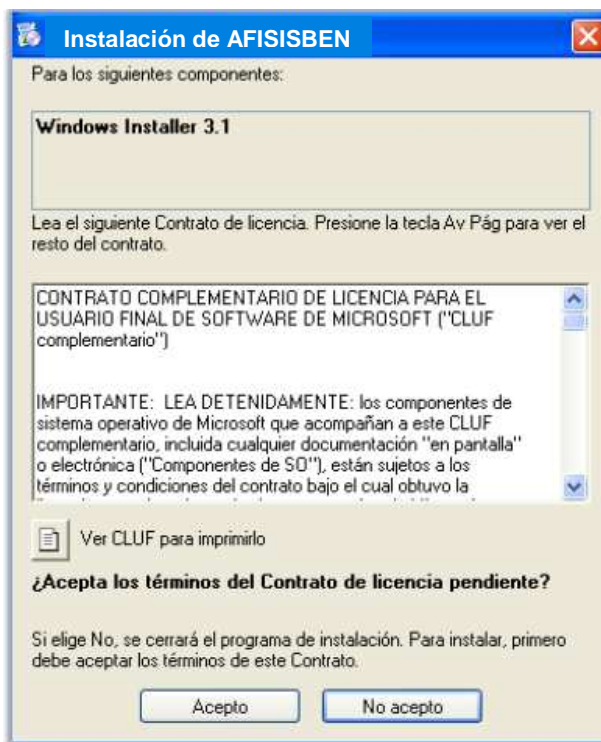 Instalación de AFISISBEN
Para los siguientes componentes:
Windows Installer 3.1
Lea el siguiente Contrato de licencia. Presione la tecla Av Pág para ver el
resto del contrato.
CONTRATO COMPLEMENTARIO DE LICENCIA PARA EL
USUARIO FINAL DE SOFTWARE DE MICROSOFT ("CLUF
complementario")
IMPORTANTE: LEA DETENIDAMENTE: los componentes de
sistema operativo de Microsoft que acompañan a este CLUF
complementario, incluida cualquier documentación "en pantalla"
o electrónica ("Componentes de SO"), están sujetos a los
términos y condiciones del contrato bajo el cual obtuvo la
Ver CLUF para imprimirlo
¿Acepta los términos del Contrato de licencia pendiente?
Si elige No, se cerrará el programa de instalación. Para instalar, primero
debe aceptar los términos de este Contrato.
Acepto
No acepto